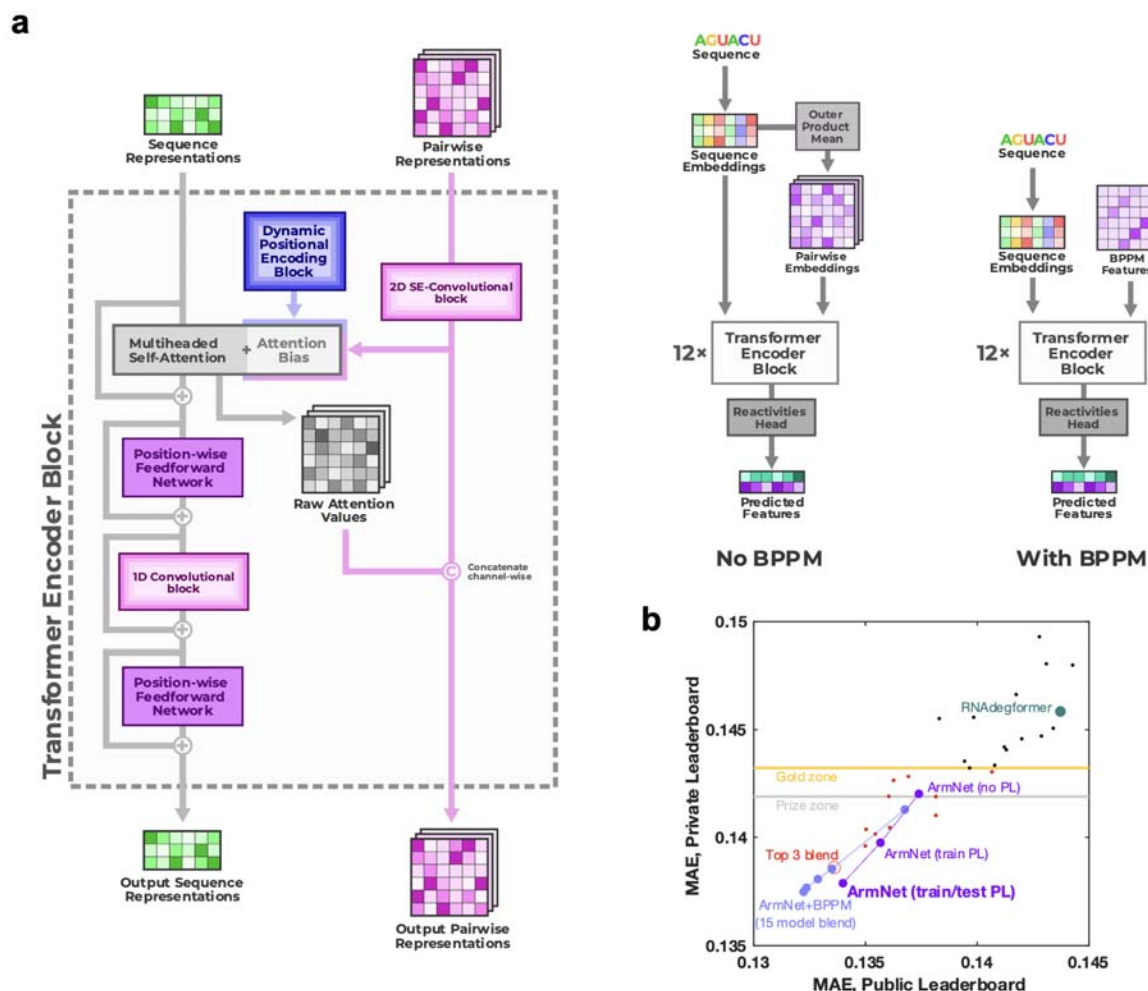 a
Sequence
Representations
Pairwise
Representations
Transformer Encoder Block
Dynamic
Positional
Encoding
Block
2D SE-Convolutional
block
Multiheaded
Self-Attention
+
Attention
Bias
+
Position-wise
Feedforward
Network
Raw Attention
Values
+
C
Concatenate
channel-wise
1D Convolutional
block
+
Position-wise
Feedforward
Network
+
Output Sequence
Representations
Output Pairwise
Representations
AGUACU
Sequence
Outer
Product
Mean
Sequence
Embeddings
Pairwise
Embeddings
12×
Transformer
Encoder
Block
Reactivities
Head
Predicted
Features
No BPPM
AGUACU
Sequence
Sequence
Embeddings
BPPM
Features
12×
Transformer
Encoder
Block
Reactivities
Head
Predicted
Features
With BPPM
b
MAE, Private Leaderboard
0.15
0.145
0.14
0.135
RNAdegformer
Gold zone
Prize zone
ArmNet (no PL)
Top 3 blend
ArmNet (train PL)
ArmNet (train/test PL)
ArmNet+BPPM
(15 model blend)
0.13
0.135
0.14
0.145
MAE, Public Leaderboard